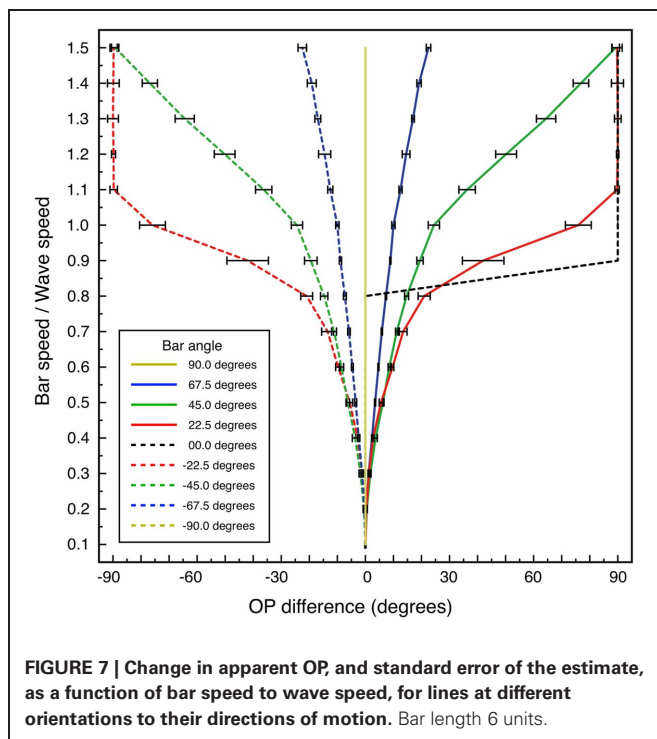 1.5
1.4
1.3
1.2
1.1
1.0
0.9
0.8
0.7
0.6
0.5
0.4
0.3
0.2
0.1
Bar speed / Wave speed
Bar angle
90.0 degrees
67.5 degrees
45.0 degrees
22.5 degrees
00.0 degrees
-22.5 degrees
-45.0 degrees
-67.5 degrees
-90.0 degrees
-90 -60 -30 0 30 60 90
OP difference (degrees)
FIGURE 7 | Change in apparent OP, and standard error of the estimate,
as a function of bar speed to wave speed, for lines at different
orientations to their directions of motion. Bar length 6 units.